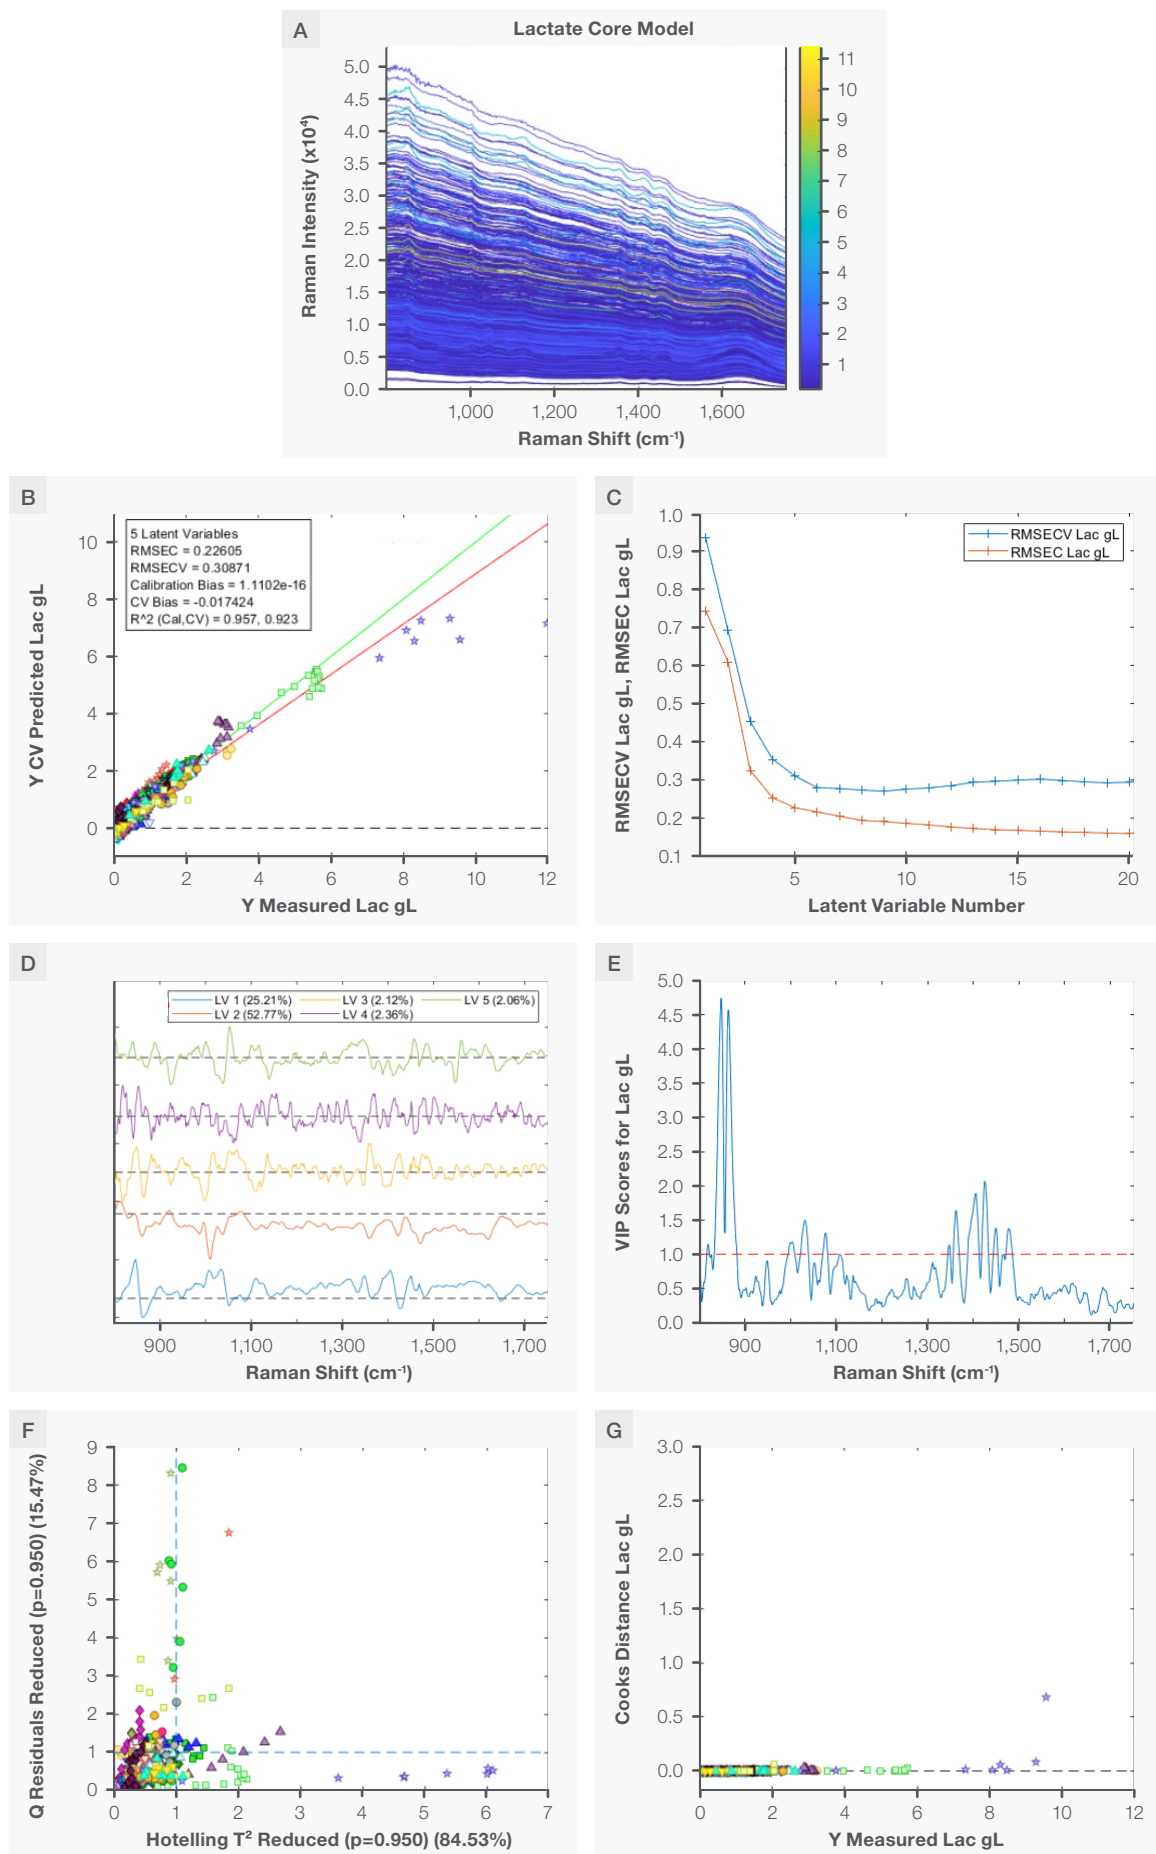 A
Lactate Core Model
Raman Intensity (x10⁴)
5.0
4.5
4.0
3.5
3.0
2.5
2.0
1.5
1.0
0.5
0.0
1,000 1,200 1,400 1,600
Raman Shift (cm⁻¹)
11
10
9
8
7
6
5
4
3
2
1
B
Y CV Predicted Lac gL
10
8
6
4
2
0
5 Latent Variables
RMSEC = 0.22605
RMSECV = 0.30871
Calibration Bias = 1.1102e-16
CV Bias = -0.017424
R^2 (Cal,CV) = 0.957, 0.923
0 2 4 6 8 10 12
Y Measured Lac gL
C
RMSECV Lac gL, RMSEC Lac gL
1.0
0.9
0.8
0.7
0.6
0.5
0.4
0.3
0.2
0.1
RMSECV Lac gL
RMSEC Lac gL
5 10 15 20
Latent Variable Number
D
LV 1 (25.21%) LV 3 (2.12%) LV 5 (2.06%)
LV 2 (52.77%) LV 4 (2.36%)
900 1,100 1,300 1,500 1,700
Raman Shift (cm⁻¹)
E
VIP Scores for Lac gL
5.0
4.5
4.0
3.5
3.0
2.5
2.0
1.5
1.0
0.5
0.0
900 1,100 1,300 1,500 1,700
Raman Shift (cm⁻¹)
F
Q Residuals Reduced (p=0.950) (15.47%)
9
8
7
6
5
4
3
2
1
0
0 1 2 3 4 5 6 7
Hotelling T² Reduced (p=0.950) (84.53%)
G
Cooks Distance Lac gL
3.0
2.5
2.0
1.5
1.0
0.5
0.0
0 2 4 6 8 10 12
Y Measured Lac gL